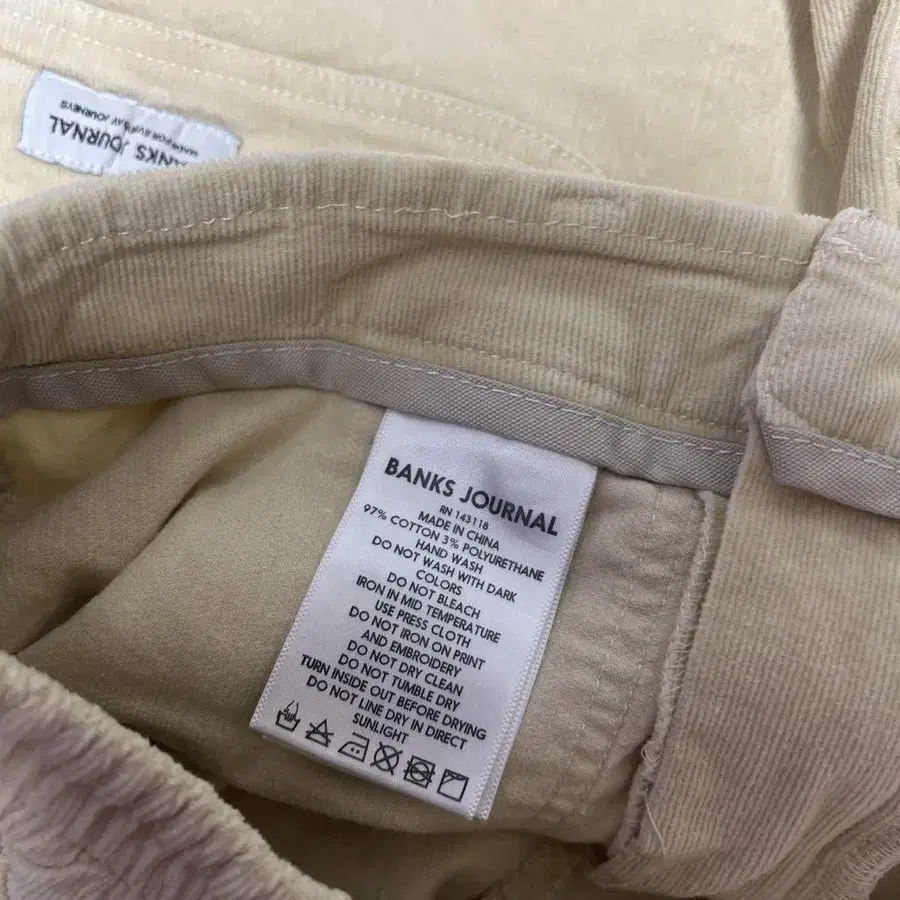 BANKS JOURNAL
MADE FOR JOURNEYS
BANKS JOURNAL
RN 143118
MADE IN CHINA
97% COTTON 3% POLYURETHANE
HAND WASH
DO NOT WASH WITH DARK
COLORS
DO NOT BLEACH
IRON IN MID TEMPERATURE
USE PRESS CLOTH
DO NOT IRON ON PRINT
AND EMBROIDERY
DO NOT DRY CLEAN
DO NOT TUMBLE DRY
TURN INSIDE OUT BEFORE DRYING
DO NOT LINE DRY IN DIRECT
SUNLIGHT